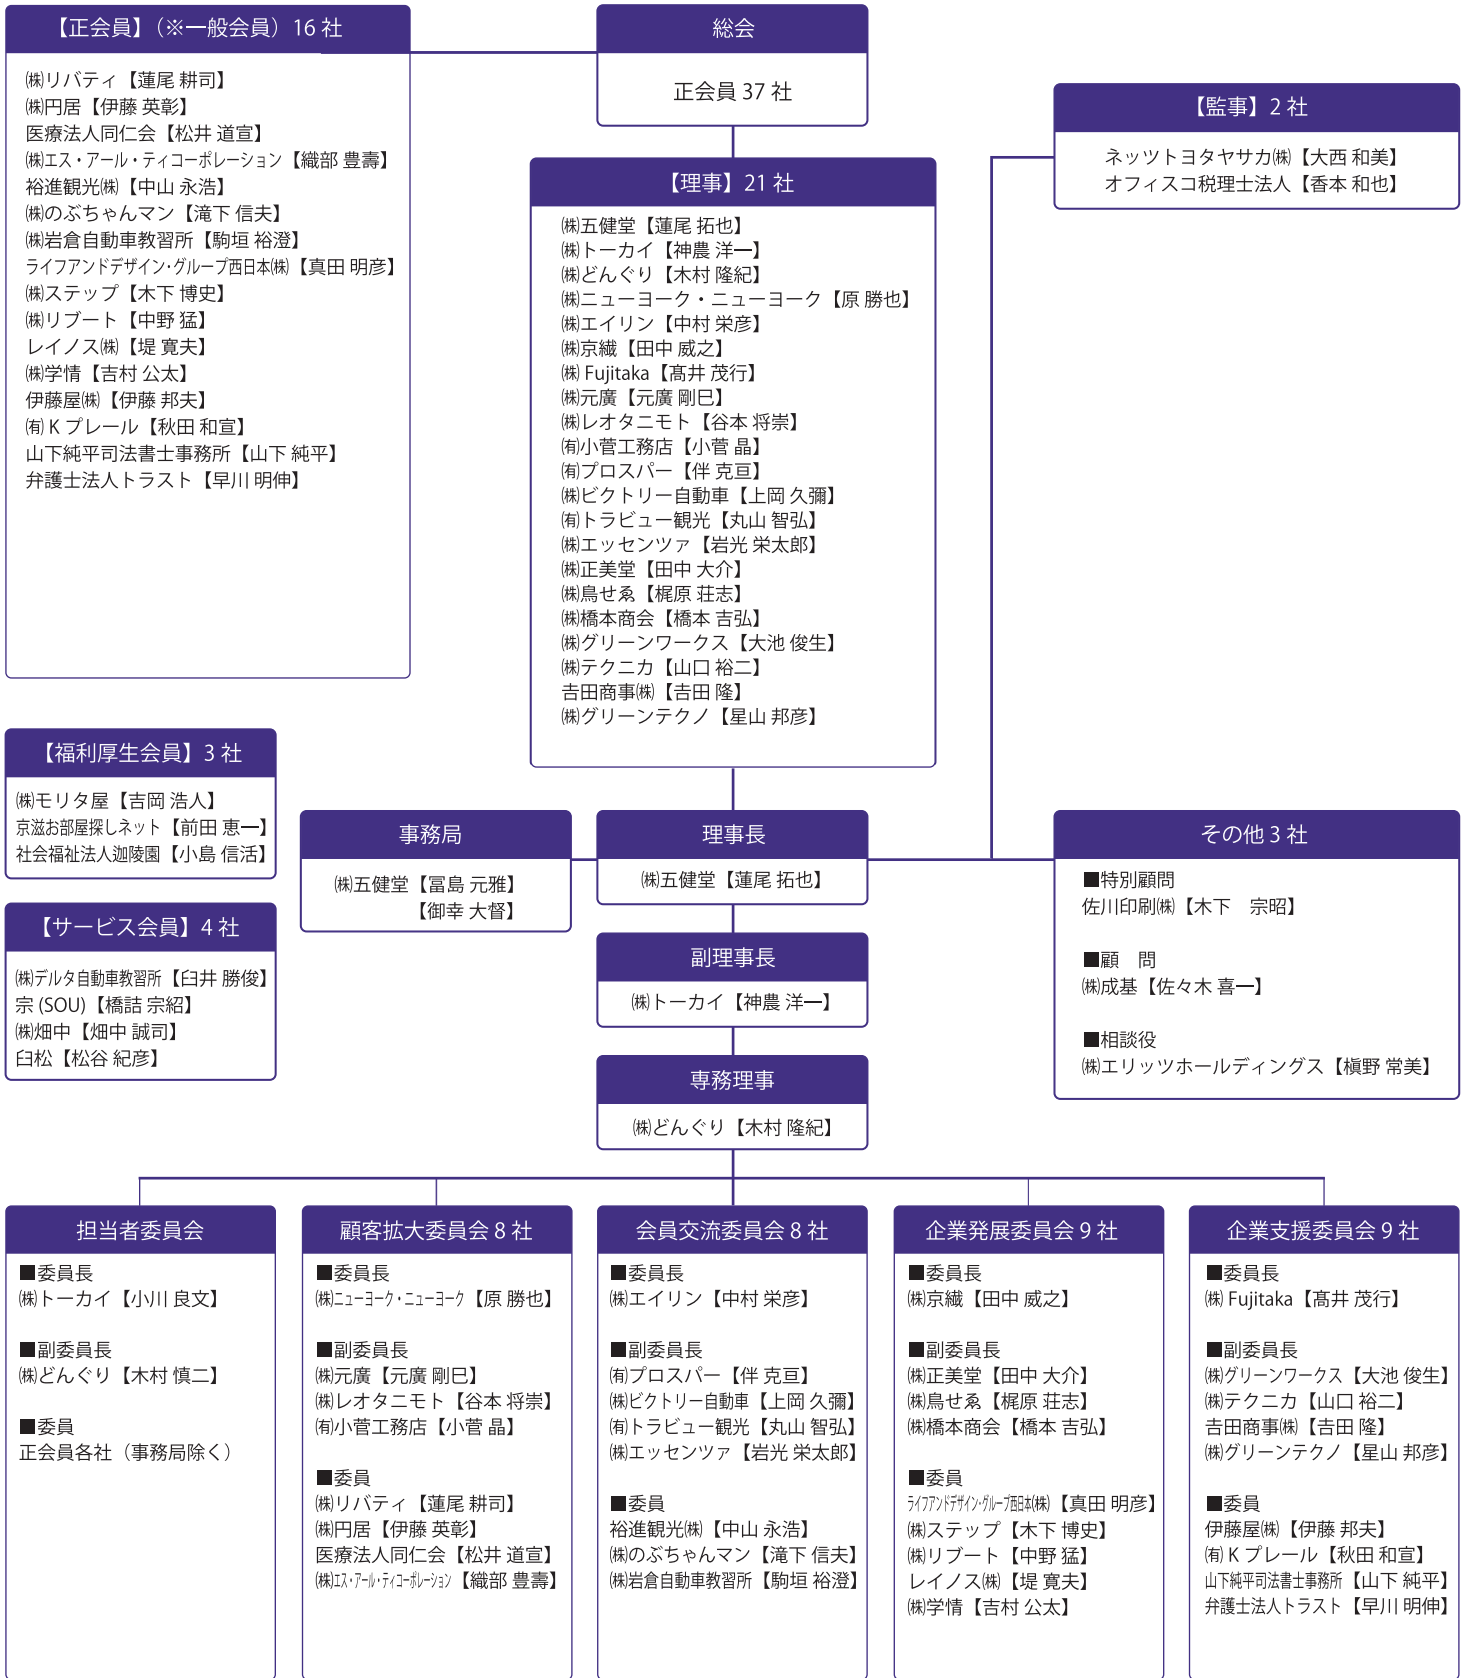 【正会員】(※一般会員) 16 社
㈱リバティ【蓮尾 耕司】
㈱円居【伊藤 英彰】
医療法人同仁会【松井 道宣】
㈱エス・アール・ティコーポレーション【織部 豊壽】
裕進観光㈱【中山 永浩】
㈱のぶちゃんマン【滝下 信夫】
㈱岩倉自動車教習所【駒垣 裕澄】
ライフアンドデザイン・グループ西日本㈱【真田 明彦】
㈱ステップ【木下 博史】
㈱リブート【中野 猛】
レイノス㈱【堤 寛夫】
㈱学情【吉村 公太】
伊藤屋㈱【伊藤 邦夫】
㈲ K プレール【秋田 和宣】
山下純平司法書士事務所【山下 純平】
弁護士法人トラスト【早川 明伸】
総会
正会員 37 社
【理事】21 社
㈱五健堂【蓮尾 拓也】
㈱トーカイ【神農 洋一】
㈱どんぐり【木村 隆紀】
㈱ニューヨーク・ニューヨーク【原 勝也】
㈱エイリン【中村 栄彦】
㈱京繊【田中 威之】
㈱ Fujitaka【髙井 茂行】
㈱元廣【元廣 剛巳】
㈱レオタニモト【谷本 将崇】
㈲小菅工務店【小菅 晶】
㈲プロスパー【伴 克亘】
㈱ビクトリー自動車【上岡 久彌】
㈲トラビュー観光【丸山 智弘】
㈱エッセンツァ【岩光 栄太郎】
㈱正美堂【田中 大介】
㈱鳥せゑ【梶原 荘志】
㈱橋本商会【橋本 吉弘】
㈱グリーンワークス【大池 俊生】
㈱テクニカ【山口 裕二】
𠮷田商事㈱【𠮷田 隆】
㈱グリーンテクノ【星山 邦彦】
【監事】2 社
ネッツトヨタヤサカ㈱【大西 和美】
オフィスコ税理士法人【香本 和也】
【福利厚生会員】3 社
㈱モリタ屋【吉岡 浩人】
京滋お部屋探しネット【前田 恵一】
社会福祉法人迦陵園【小島 信活】
【サービス会員】4 社
㈱デルタ自動車教習所【臼井 勝俊】
宗 (SOU)【橋詰 宗紹】
㈱畑中【畑中 誠司】
臼松【松谷 紀彦】
事務局
㈱五健堂【冨島 元雅】
【御幸 大督】
理事長
㈱五健堂【蓮尾 拓也】
副理事長
㈱トーカイ【神農 洋一】
専務理事
㈱どんぐり【木村 隆紀】
その他 3 社
■特別顧問
佐川印刷㈱【木下　宗昭】
■顧　問
㈱成基【佐々木 喜一】
■相談役
㈱エリッツホールディングス【槇野 常美】
担当者委員会
■委員長
㈱トーカイ【小川 良文】
■副委員長
㈱どんぐり【木村 慎二】
■委員
正会員各社（事務局除く）
顧客拡大委員会 8 社
■委員長
㈱ニューヨーク・ニューヨーク【原 勝也】
■副委員長
㈱元廣【元廣 剛巳】
㈱レオタニモト【谷本 将崇】
㈲小菅工務店【小菅 晶】
■委員
㈱リバティ【蓮尾 耕司】
㈱円居【伊藤 英彰】
医療法人同仁会【松井 道宣】
㈱エス・アール・ティコーポレーション【織部 豊壽】
会員交流委員会 8 社
■委員長
㈱エイリン【中村 栄彦】
■副委員長
㈲プロスパー【伴 克亘】
㈱ビクトリー自動車【上岡 久彌】
㈲トラビュー観光【丸山 智弘】
㈱エッセンツァ【岩光 栄太郎】
■委員
裕進観光㈱【中山 永浩】
㈱のぶちゃんマン【滝下 信夫】
㈱岩倉自動車教習所【駒垣 裕澄】
企業発展委員会 9 社
■委員長
㈱京繊【田中 威之】
■副委員長
㈱正美堂【田中 大介】
㈱鳥せゑ【梶原 荘志】
㈱橋本商会【橋本 吉弘】
■委員
ライフアンドデザイン・グループ西日本㈱【真田 明彦】
㈱ステップ【木下 博史】
㈱リブート【中野 猛】
レイノス㈱【堤 寛夫】
㈱学情【吉村 公太】
企業支援委員会 9 社
■委員長
㈱ Fujitaka【髙井 茂行】
■副委員長
㈱グリーンワークス【大池 俊生】
㈱テクニカ【山口 裕二】
𠮷田商事㈱【𠮷田 隆】
㈱グリーンテクノ【星山 邦彦】
■委員
伊藤屋㈱【伊藤 邦夫】
㈲ K プレール【秋田 和宣】
山下純平司法書士事務所【山下 純平】
弁護士法人トラスト【早川 明伸】